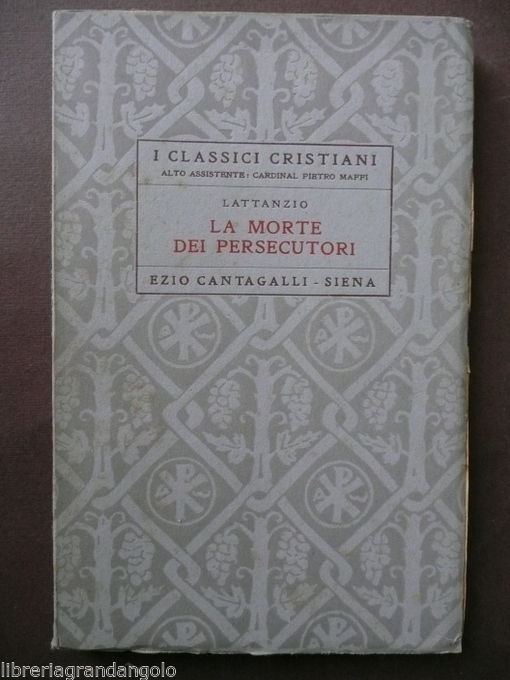 I CLASSICI CRISTIANI
ALTO ASSISTENTE: CARDINAL PIETRO MAFFI
LATTANZIO
LA MORTE
DEI PERSECUTORI
EZIO CANTAGALLI - SIENA
libreriagrandangolo